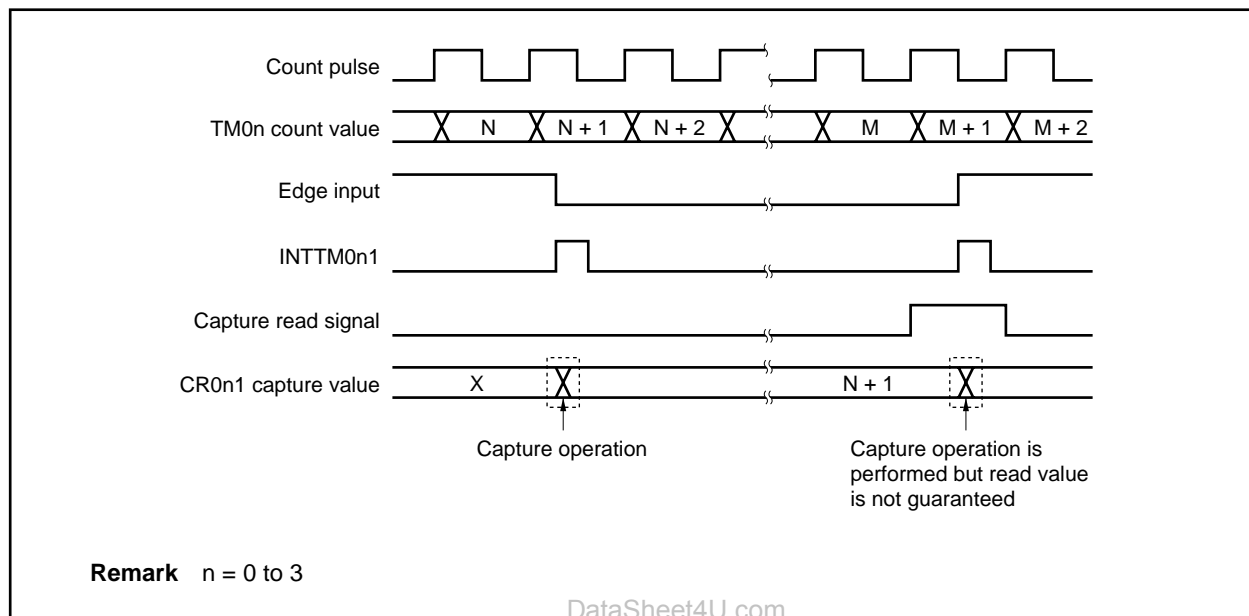 Count pulse
TM0n count value
N
N + 1
N + 2
M
M + 1
M + 2
Edge input
INTTM0n1
Capture read signal
CR0n1 capture value
X
N + 1
Capture operation
Capture operation is
performed but read value
is not guaranteed
Remark n = 0 to 3
DataSheet4U.com